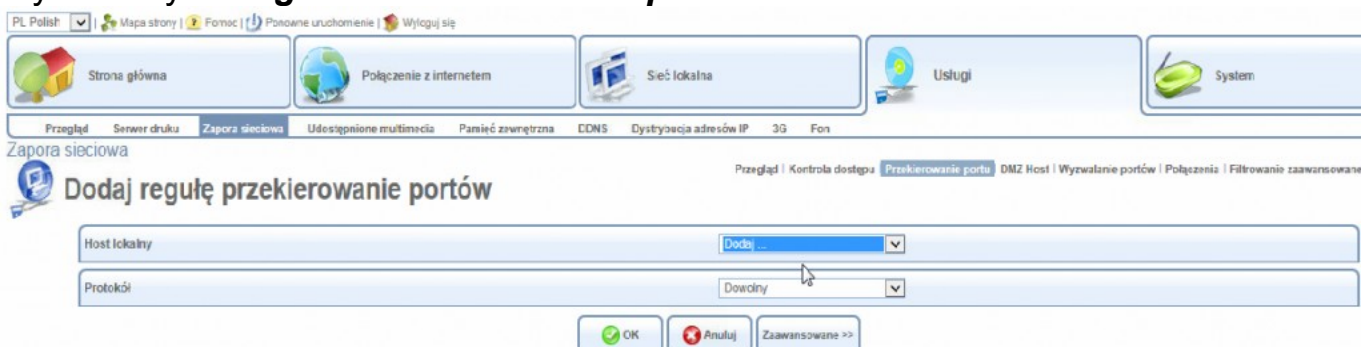 PL Polish | Mapa strony | Pomoc | Ponowne uruchomienie | Wyloguj się
Strona główna
Połączenie z internetem
Sieć lokalna
Usługi
System
Przegląd Serwer druku Zapora sieciowa Udostępnione multimedia Pamięć zewnętrzna DDNS Dystrybucja adresów IP 3G Fon
Zapora sieciowa
Przegląd | Kontrola dostępu Przekierowanie portu DMZ Host | Wyzwalanie portów | Połączenia | Filtrowanie zaawansowane
Dodaj regułę przekierowanie portów
Host lokalny Dodaj ...
Protokół Dowolny
OK Anuluj Zaawansowane >>